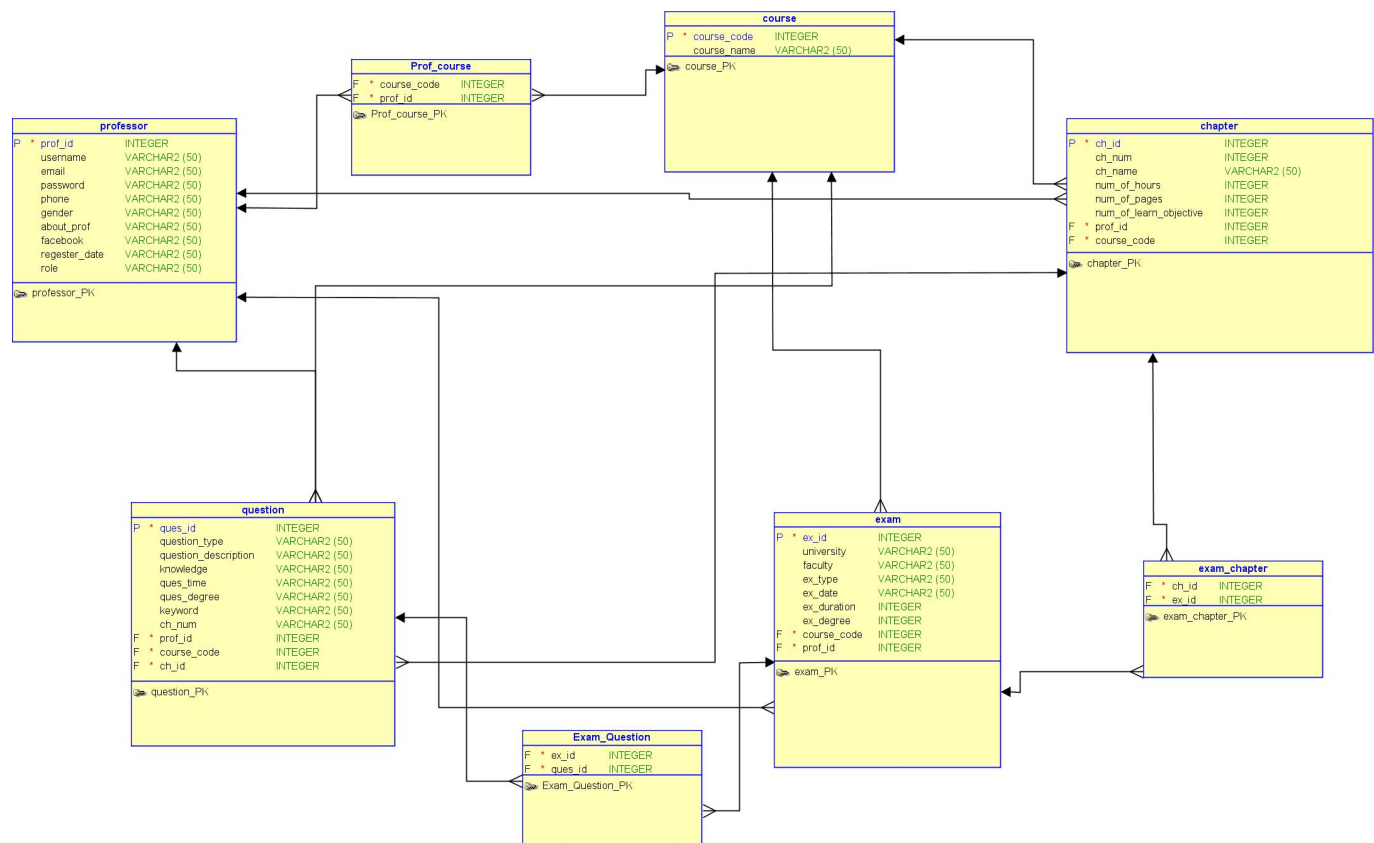 course
P * course_code INTEGER
course_name VARCHAR2 (50)
course_PK
Prof_course
F * course_code INTEGER
F * prof_id INTEGER
Prof_course_PK
professor
P * prof_id INTEGER
username VARCHAR2 (50)
email VARCHAR2 (50)
password VARCHAR2 (50)
phone VARCHAR2 (50)
gender VARCHAR2 (50)
about_prof VARCHAR2 (50)
facebook VARCHAR2 (50)
regester_date VARCHAR2 (50)
role VARCHAR2 (50)
professor_PK
chapter
P * ch_id INTEGER
ch_num INTEGER
ch_name VARCHAR2 (50)
num_of_hours INTEGER
num_of_pages INTEGER
num_of_learn_objective INTEGER
F * prof_id INTEGER
F * course_code INTEGER
chapter_PK
question
P * ques_id INTEGER
question_type VARCHAR2 (50)
question_description VARCHAR2 (50)
knowledge VARCHAR2 (50)
ques_time VARCHAR2 (50)
ques_degree VARCHAR2 (50)
keyword VARCHAR2 (50)
ch_num VARCHAR2 (50)
F * prof_id INTEGER
F * course_code INTEGER
F * ch_id INTEGER
question_PK
exam
P * ex_id INTEGER
university VARCHAR2 (50)
faculty VARCHAR2 (50)
ex_type VARCHAR2 (50)
ex_date VARCHAR2 (50)
ex_duration INTEGER
ex_degree INTEGER
F * course_code INTEGER
F * prof_id INTEGER
exam_PK
exam_chapter
F * ch_id INTEGER
F * ex_id INTEGER
exam_chapter_PK
Exam_Question
F * ex_id INTEGER
F * ques_id INTEGER
Exam_Question_PK